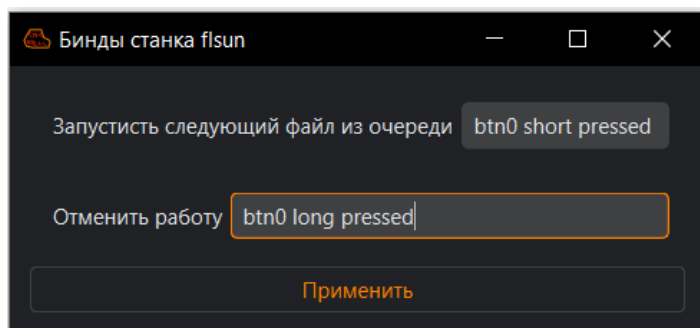 Бинды станка flsun
Запустисть следующий файл из очереди btn0 short pressed
Отменить работу btn0 long pressed
Применить